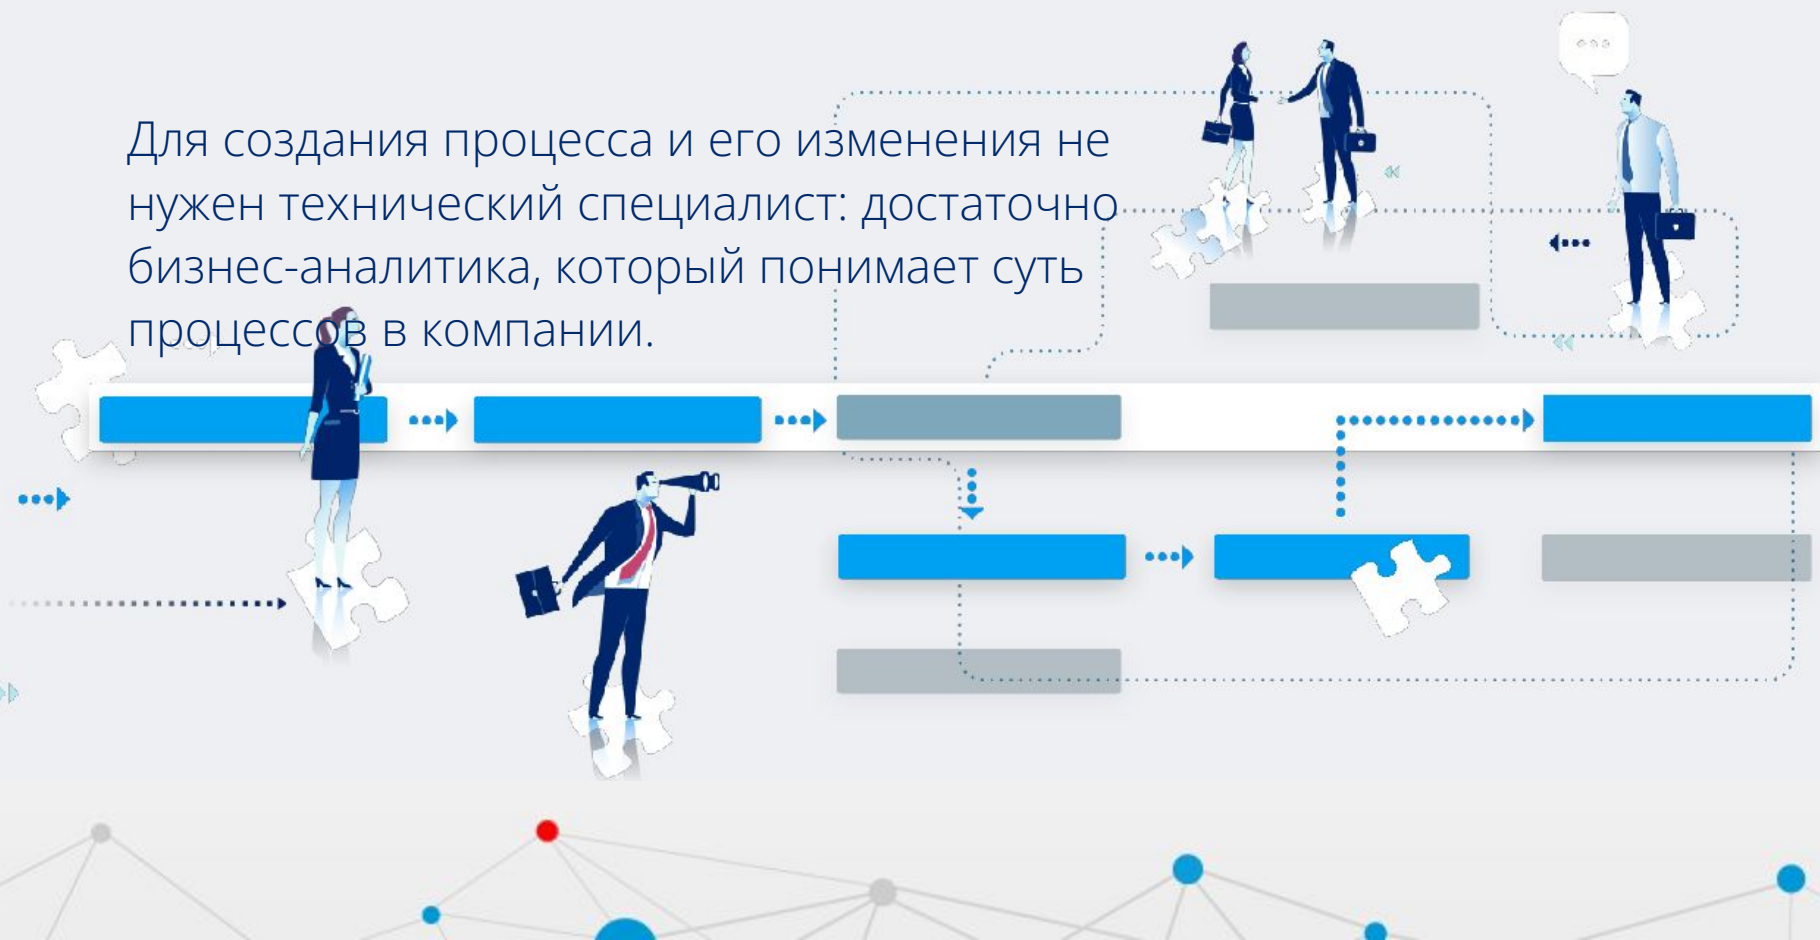 Для создания процесса и его изменения не
нужен технический специалист: достаточно
бизнес-аналитика, который понимает суть
процессов в компании.